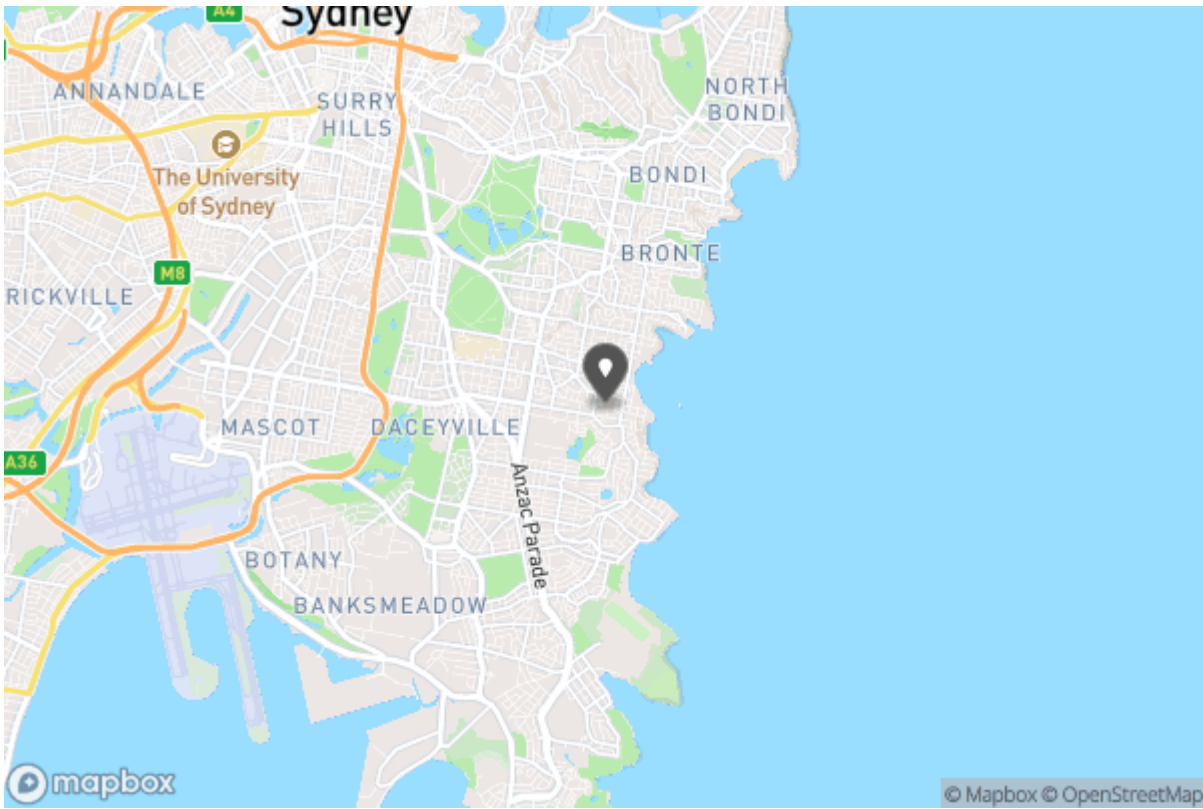 A4
Sydney
ANNANDALE
SURRY
HILLS
NORTH
BONDI
The University
of Sydney
BONDI
BRONTE
M8
RICKVILLE
MASCOT
DACEYVILLE
A36
Anzac Parade
BOTANY
BANKSMEADOW
mapbox
© Mapbox © OpenStreetMap